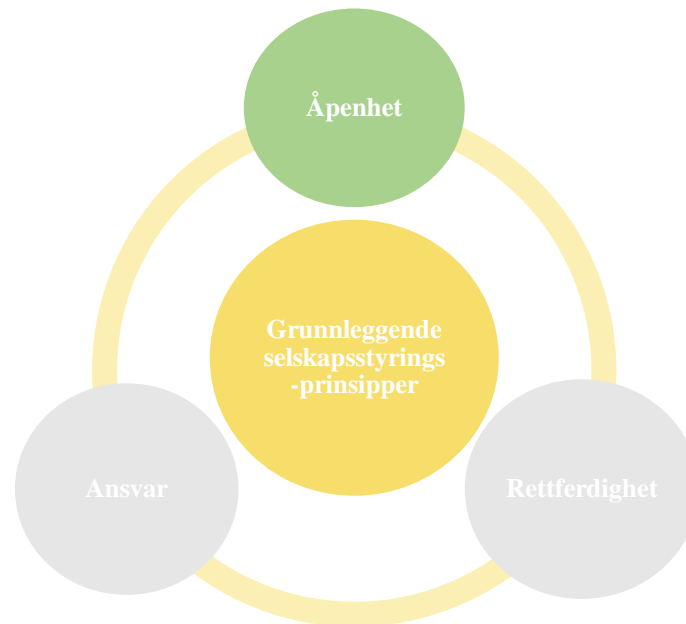 Åpenhet
Grunnleggende
selskapsstyrings
-prinsipper
Ansvar
Rettferdighet